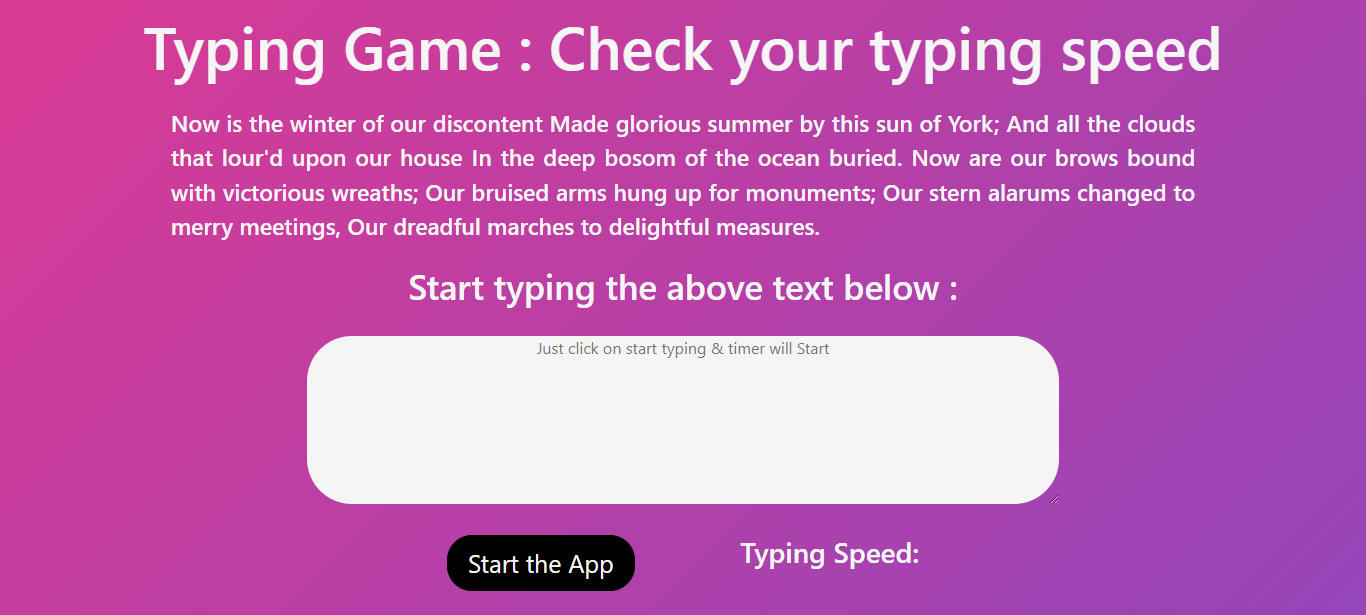 Typing Game : Check your typing speed
Now is the winter of our discontent Made glorious summer by this sun of York; And all the clouds
that lour'd upon our house In the deep bosom of the ocean buried. Now are our brows bound
with victorious wreaths; Our bruised arms hung up for monuments; Our stern alarums changed to
merry meetings, Our dreadful marches to delightful measures.
Start typing the above text below :
Just click on start typing & timer will Start
Start the App
Typing Speed: